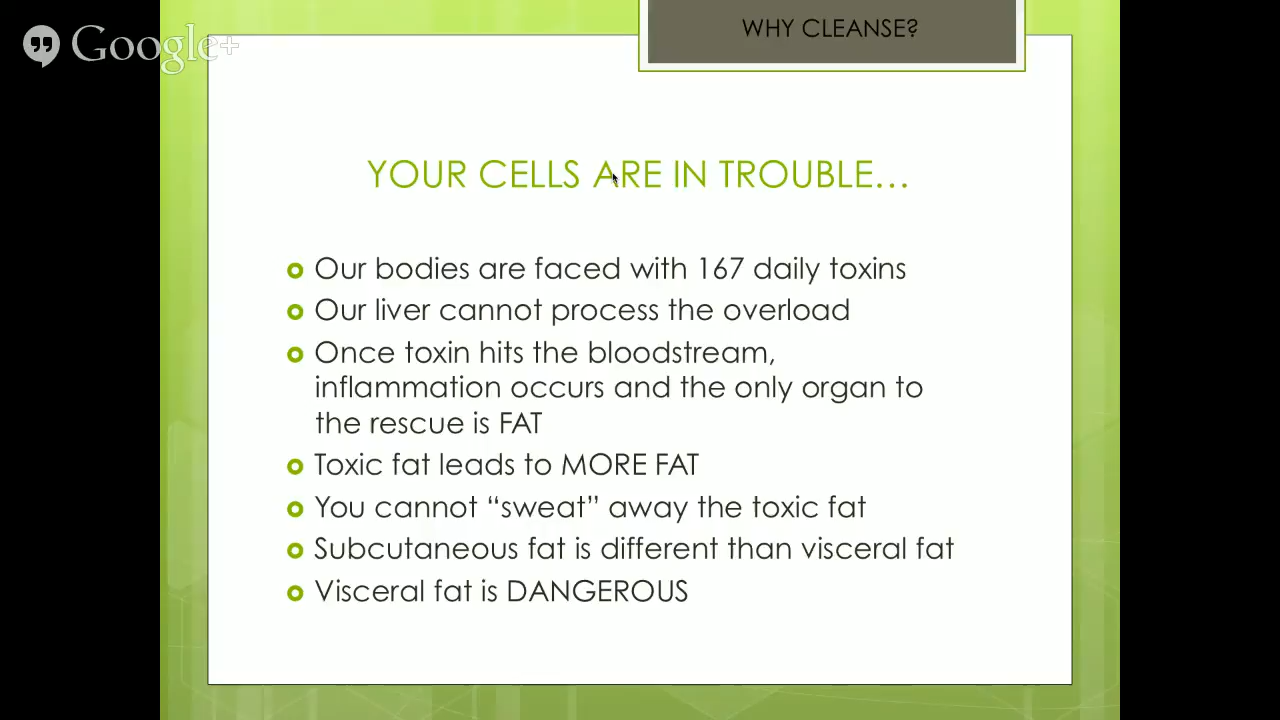 Google+
WHY CLEANSE?
YOUR CELLS ARE IN TROUBLE…
Our bodies are faced with 167 daily toxins
Our liver cannot process the overload
Once toxin hits the bloodstream,
inflammation occurs and the only organ to
the rescue is FAT
Toxic fat leads to MORE FAT
You cannot “sweat” away the toxic fat
Subcutaneous fat is different than visceral fat
Visceral fat is DANGEROUS